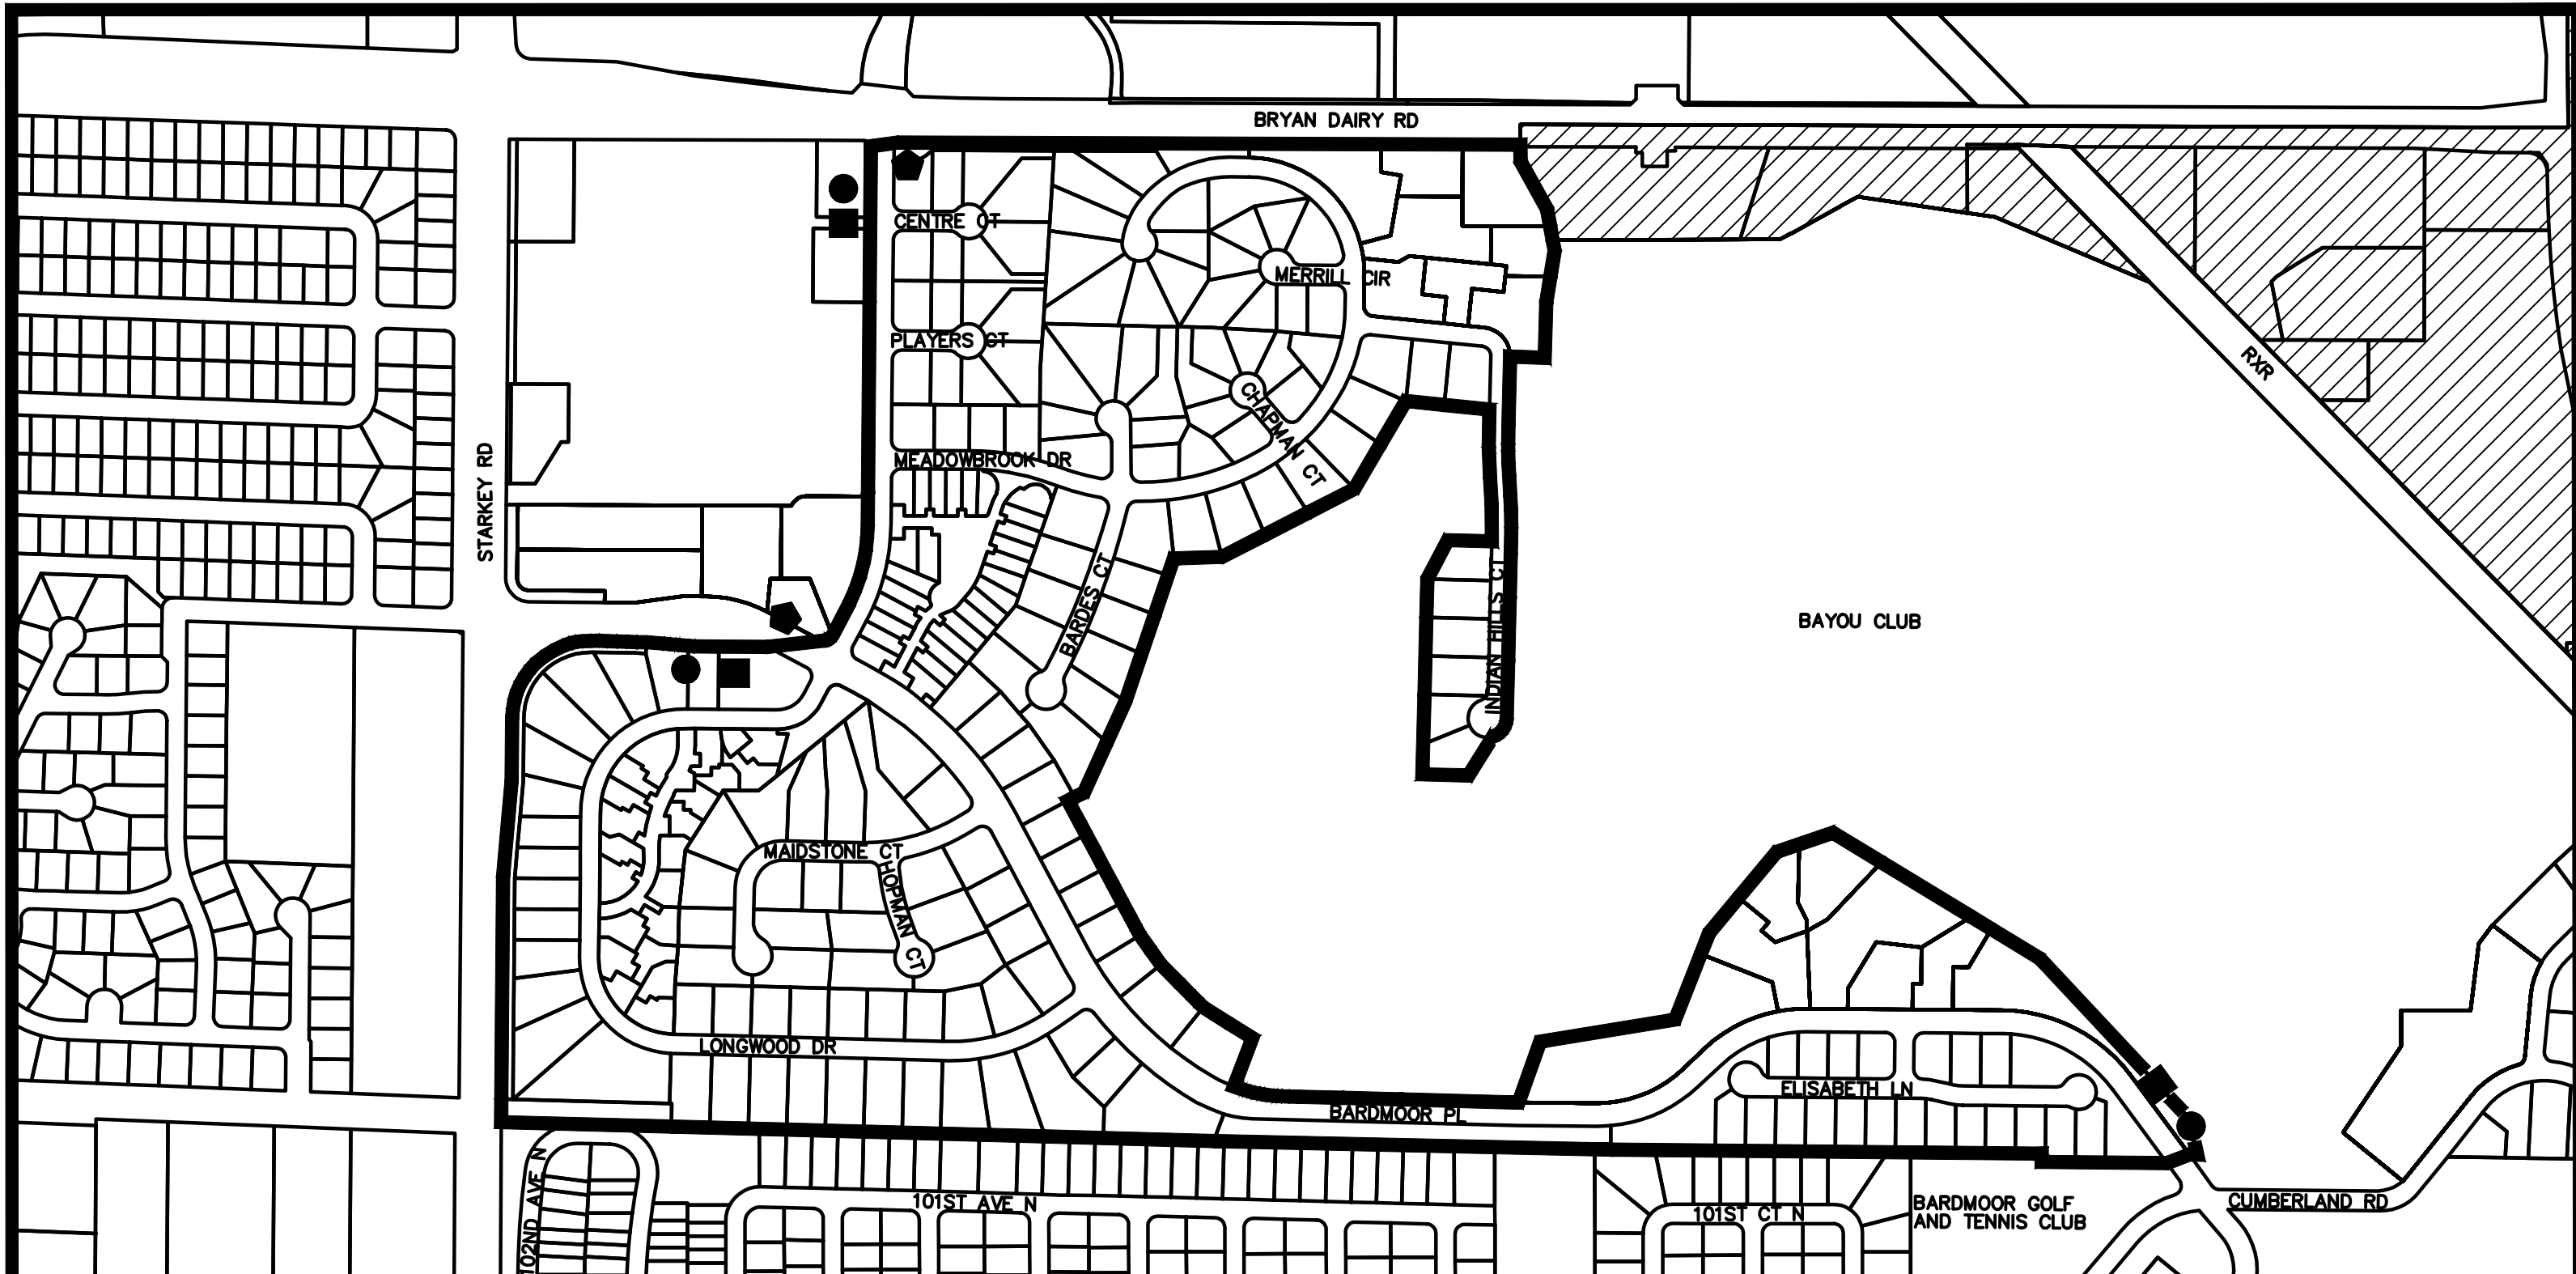 BRYAN DAIRY RD
CENTRE CT
MERRILL CIR
PLAYERS CT
RXR
CHAPMAN CT
MEADOWBROOK DR
STARKEY RD
BARDES CT
INDIAN HILLS CT
BAYOU CLUB
MAIDSTONE CT
HOPMAN CT
LONGWOOD DR
ELISABETH LN
BARDMOOR PL
102ND AVE N
101ST AVE N
101ST CT N
BARDMOOR GOLF
AND TENNIS CLUB
CUMBERLAND RD